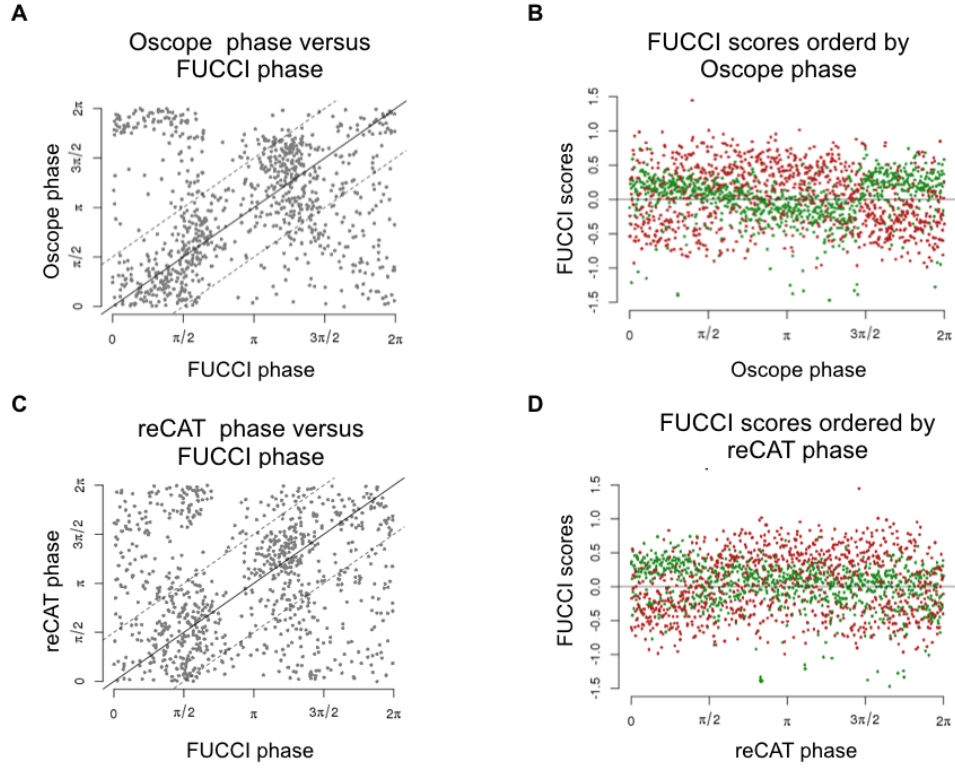 A
Oscope phase versus
FUCCI phase
Oscope phase
2π
3π/2
π
π/2
0
0 π/2 π 3π/2 2π
FUCCI phase
B
FUCCI scores orderd by
Oscope phase
FUCCI scores
1.5
1.0
0.5
0.0
-0.5
-1.0
-1.5
0 π/2 π 3π/2 2π
Oscope phase
C
reCAT phase versus
FUCCI phase
reCAT phase
2π
3π/2
π
π/2
0
0 π/2 π 3π/2 2π
FUCCI phase
D
FUCCI scores ordered by
reCAT phase
FUCCI scores
1.5
1.0
0.5
0.0
-0.5
-1.0
-1.5
0 π/2 π 3π/2 2π
reCAT phase